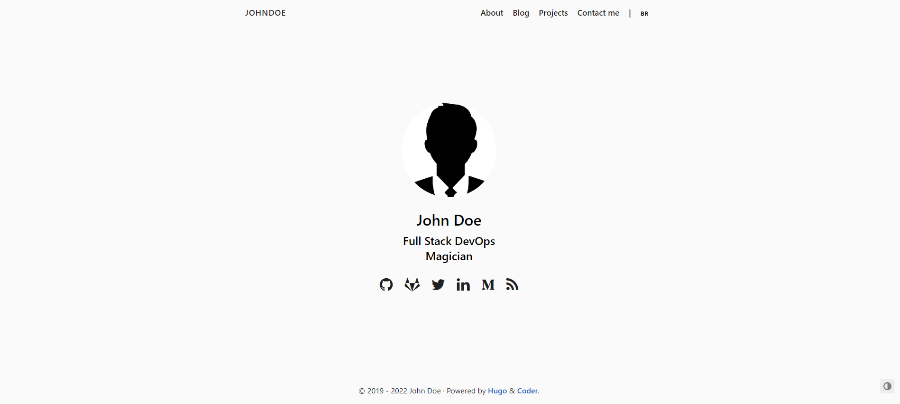 JOHNDOE
About Blog Projects Contact me | BR
John Doe
Full Stack DevOps
Magician
© 2019 - 2022 John Doe · Powered by Hugo & Coder.